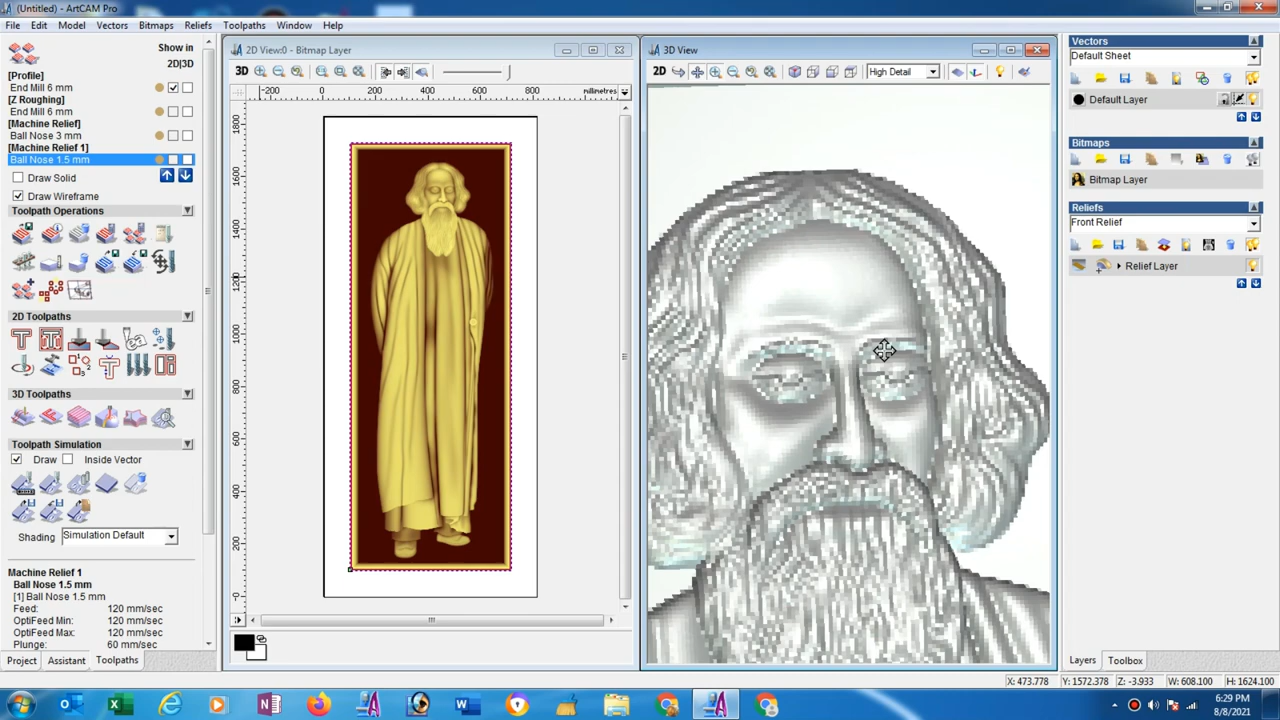 (Untitled) - ArtCAM Pro
File Edit Model Vectors Bitmaps Reliefs Toolpaths Window Help
Show in
2D|3D
[Profile]
End Mill 6 mm
[Z Roughing]
End Mill 6 mm
[Machine Relief]
Ball Nose 3 mm
[Machine Relief 1]
Ball Nose 1.5 mm
Draw Solid
Draw Wireframe
Toolpath Operations
2D Toolpaths
3D Toolpaths
Toolpath Simulation
Draw Inside Vector
Shading Simulation Default
Machine Relief 1
Ball Nose 1.5 mm
[1] Ball Nose 1.5 mm
Feed: 120 mm/sec
OptiFeed Min: 120 mm/sec
OptiFeed Max: 120 mm/sec
Plunge: 60 mm/sec
Project Assistant Toolpaths
2D View:0 - Bitmap Layer
3D
-200 0 200 400 600 800 millimetres
1800
1600
1400
1200
1000
800
600
400
200
-0
3D View
2D High Detail
Vectors
Default Sheet
Default Layer
Bitmaps
Bitmap Layer
Reliefs
Front Relief
Relief Layer
Layers Toolbox
X: 473.778 Y: 1572.378 Z: -3.933 W: 608.100 H: 1624.100
6:29 PM
8/8/2021